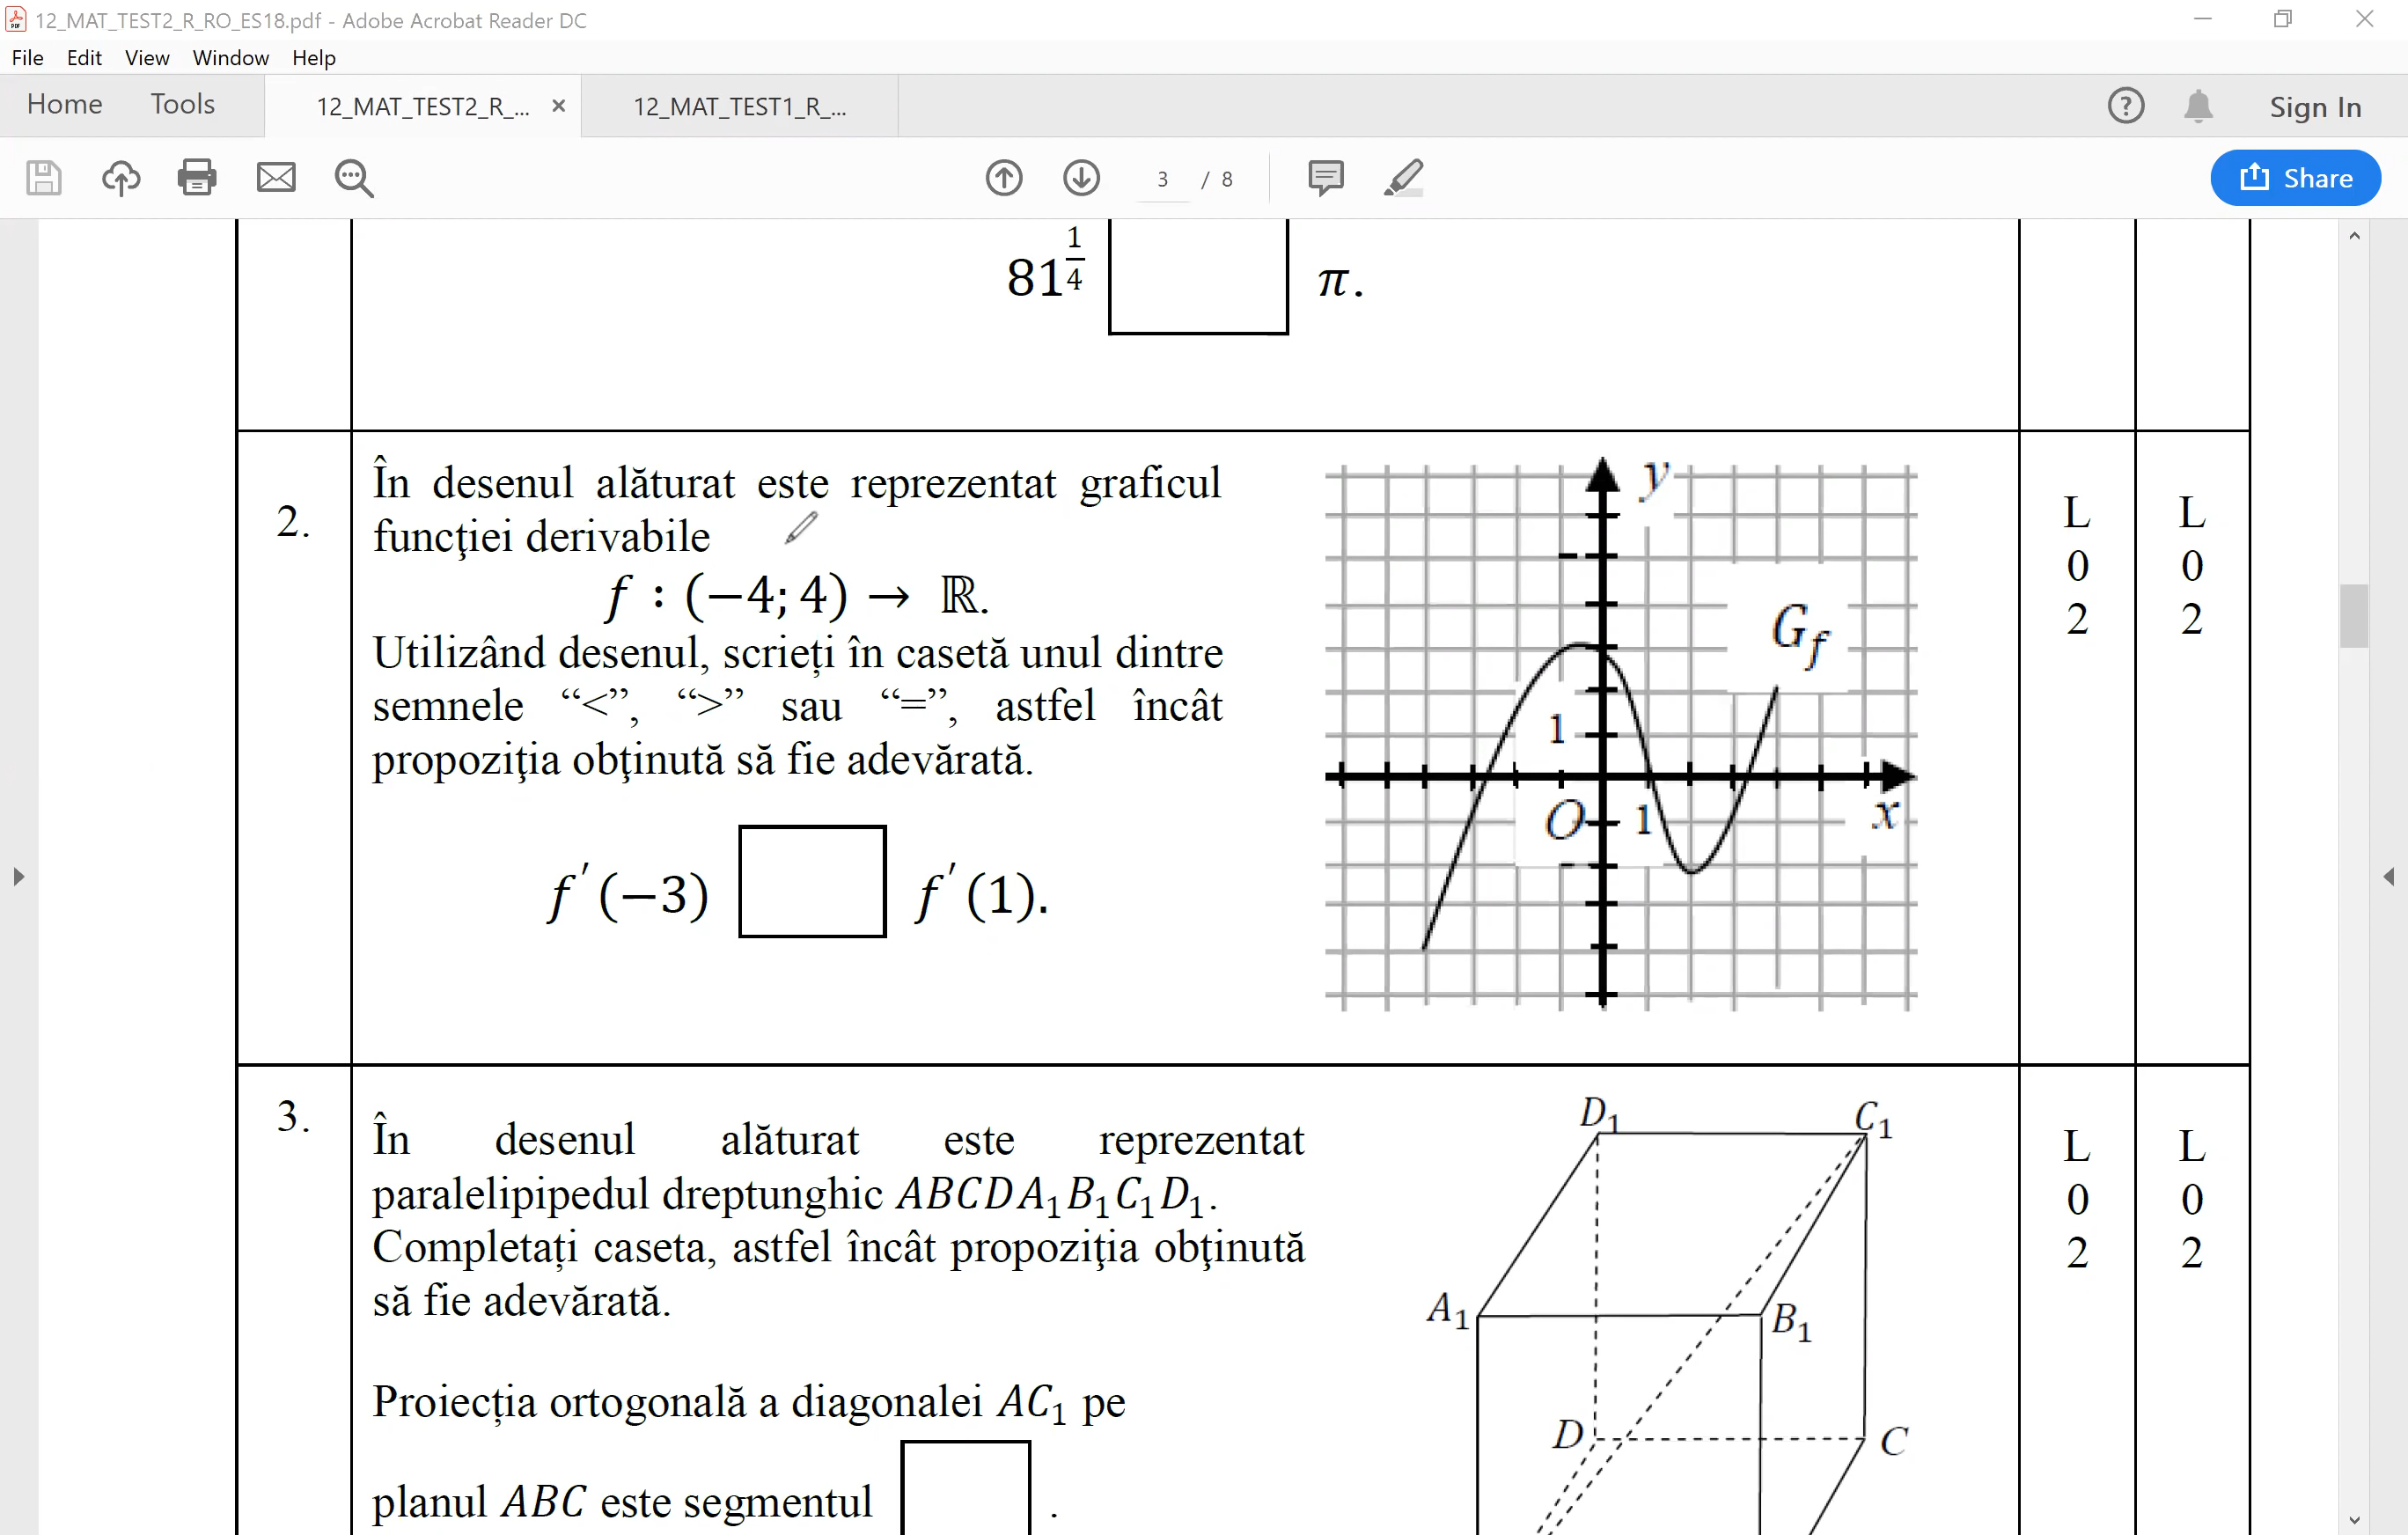 12_MAT_TEST2_R_RO_ES18.pdf - Adobe Acrobat Reader DC
File Edit View Window Help
Home Tools 12_MAT_TEST2_R_... × 12_MAT_TEST1_R_... ? Sign In
3 / 8 Share
81^{1/4} π.
2.
În desenul alăturat este reprezentat graficul
funcţiei derivabile
f : (−4; 4) → ℝ.
Utilizând desenul, scrieți în casetă unul dintre
semnele “<”, “>” sau “=”, astfel încât
propoziţia obţinută să fie adevărată.
f′(−3) f′(1).
y
G_f
1
O 1 x
L L
0 0
2 2
3.
În desenul alăturat este reprezentat
paralelipipedul dreptunghic ABCDA₁B₁C₁D₁.
Completați caseta, astfel încât propoziţia obţinută
să fie adevărată.
Proiecția ortogonală a diagonalei AC₁ pe
planul ABC este segmentul .
D₁ C₁
A₁ B₁
D C
L L
0 0
2 2